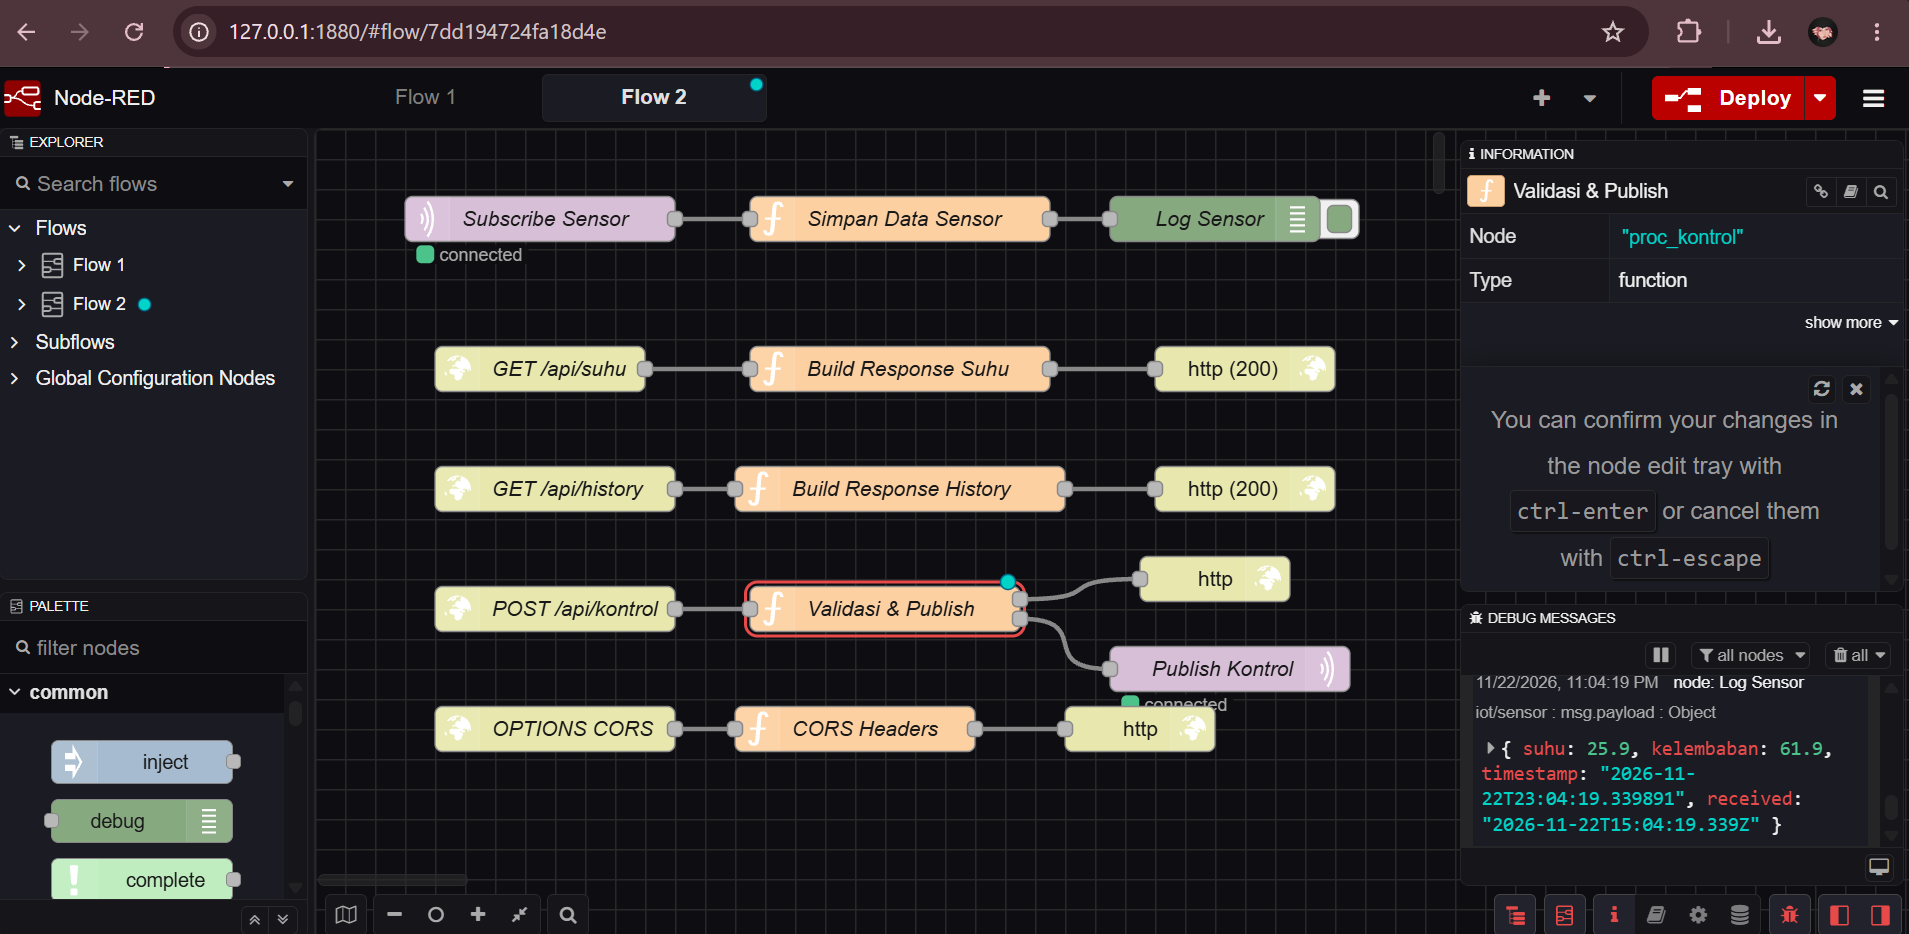 127.0.0.1:1880/#flow/7dd194724fa18d4e
Node-RED
Flow 1
Flow 2
Deploy
EXPLORER
Search flows
Flows
Flow 1
Flow 2
Subflows
Global Configuration Nodes
PALETTE
filter nodes
common
inject
debug
complete
Subscribe Sensor
connected
Simpan Data Sensor
Log Sensor
GET /api/suhu
Build Response Suhu
http (200)
GET /api/history
Build Response History
http (200)
POST /api/kontrol
Validasi & Publish
http
Publish Kontrol
connected
OPTIONS CORS
CORS Headers
http
INFORMATION
Validasi & Publish
Node "proc_kontrol"
Type function
show more
You can confirm your changes in
the node edit tray with
ctrl-enter or cancel them
with ctrl-escape
DEBUG MESSAGES
all nodes
all
11/22/2026, 11:04:19 PM node: Log Sensor
iot/sensor : msg.payload : Object
{ suhu: 25.9, kelembaban: 61.9,
timestamp: "2026-11-
22T23:04:19.339891", received:
"2026-11-22T15:04:19.339Z" }